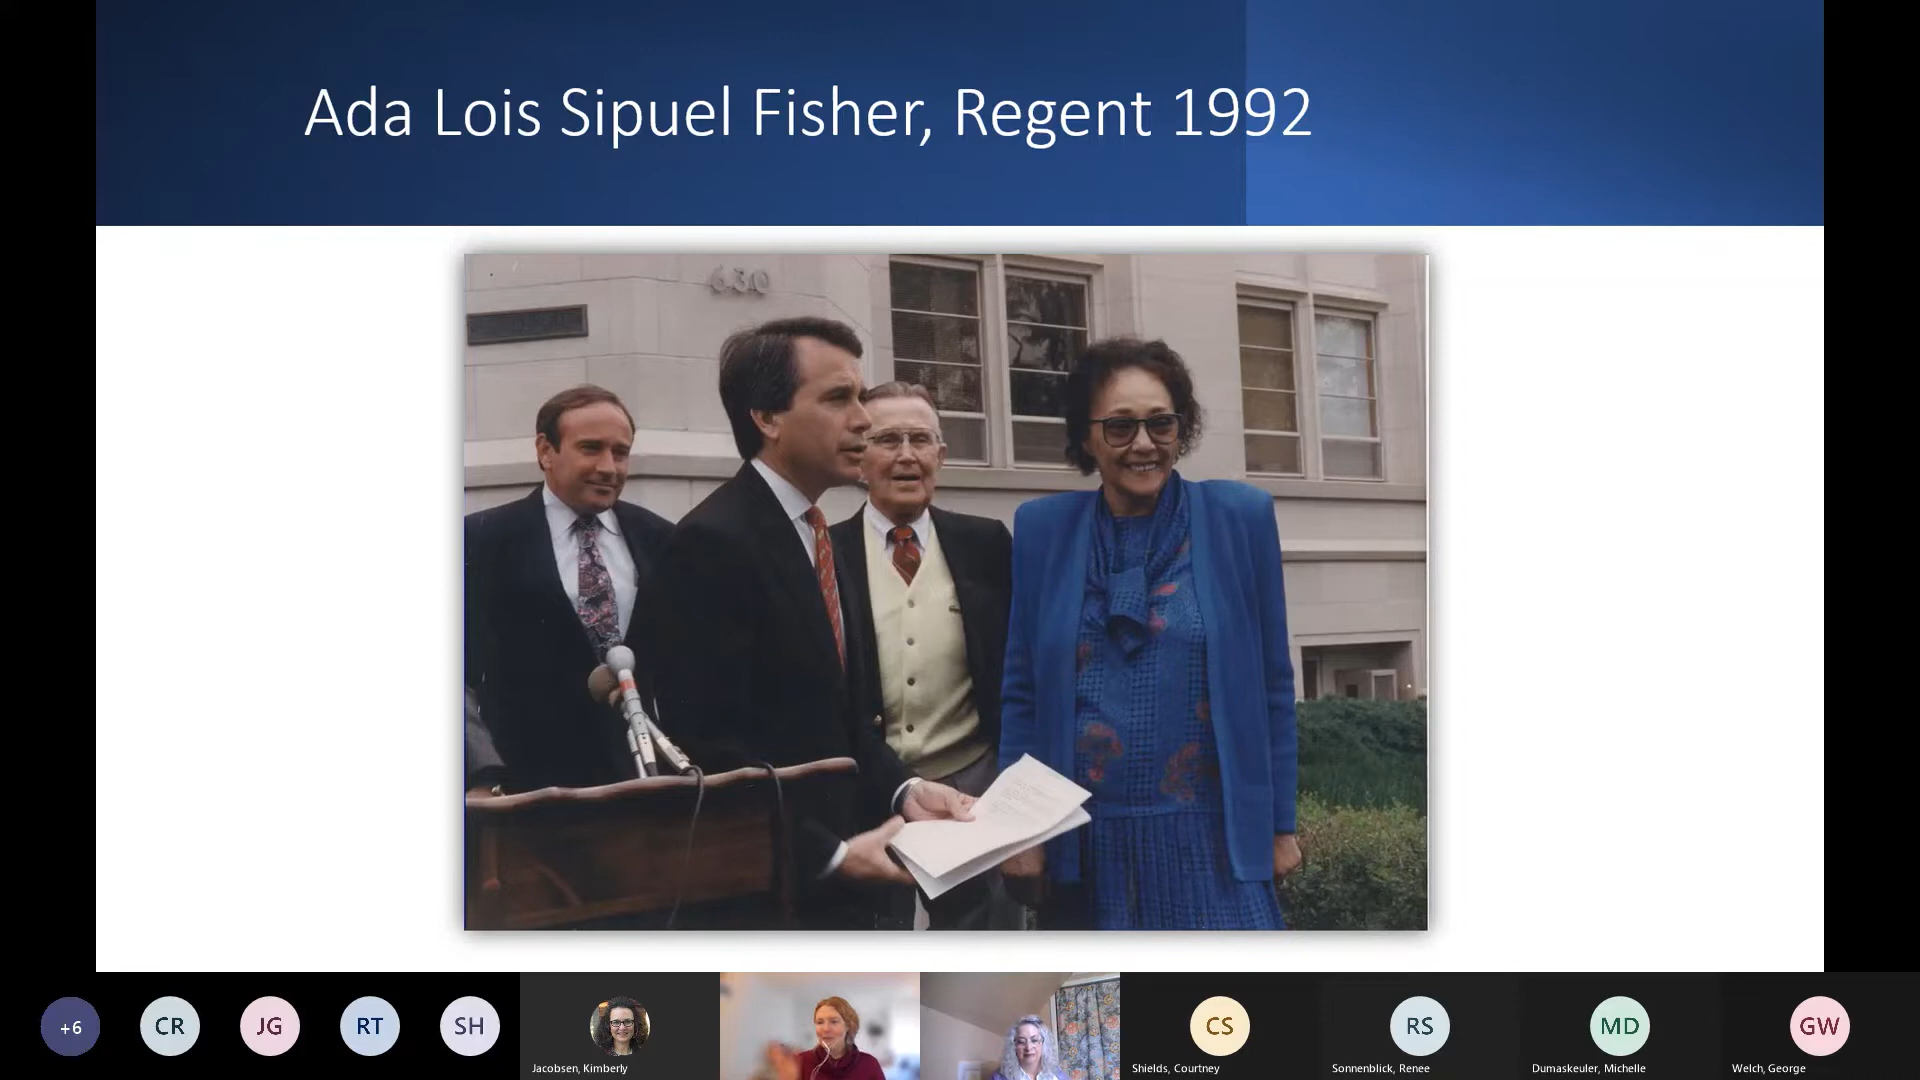 Ada Lois Sipuel Fisher, Regent 1992
630
+6
CR
JG
RT
SH
Jacobsen, Kimberly
CS
Shields, Courtney
RS
Sonnenblick, Renee
MD
Dumaskeuler, Michelle
GW
Welch, George